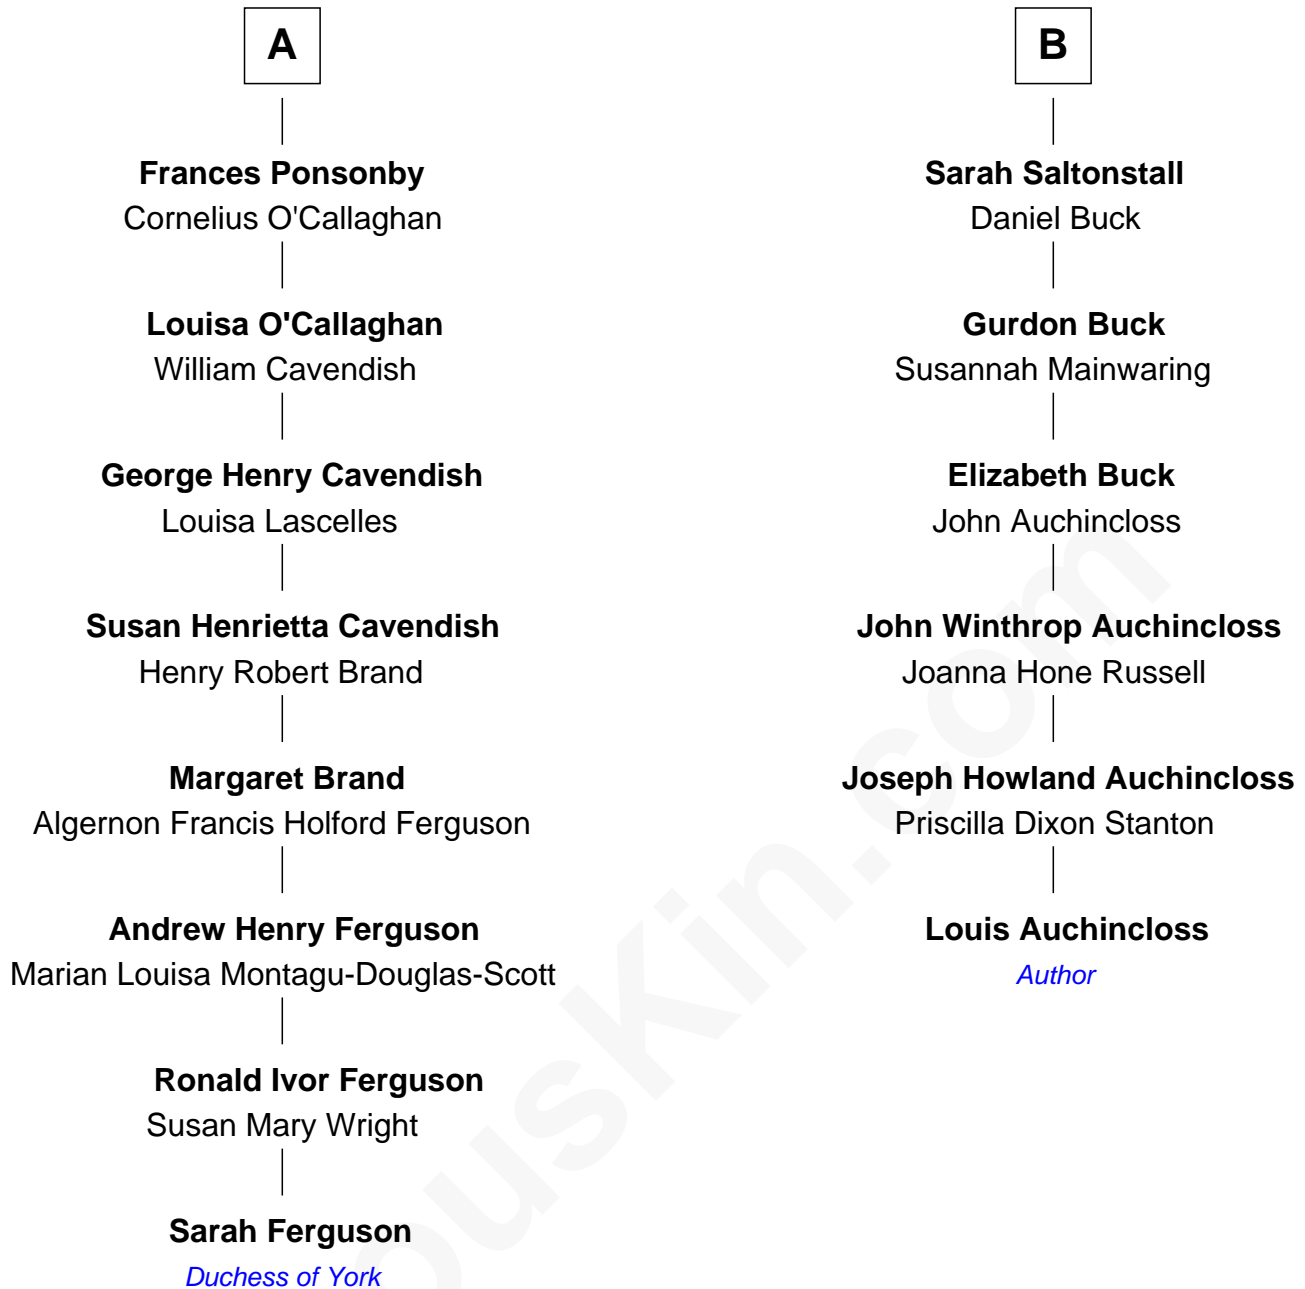 A
Frances Ponsonby
Cornelius O'Callaghan
Louisa O'Callaghan
William Cavendish
George Henry Cavendish
Louisa Lascelles
Susan Henrietta Cavendish
Henry Robert Brand
Margaret Brand
Algernon Francis Holford Ferguson
Andrew Henry Ferguson
Marian Louisa Montagu-Douglas-Scott
Ronald Ivor Ferguson
Susan Mary Wright
Sarah Ferguson
Duchess of York
B
Sarah Saltonstall
Daniel Buck
Gurdon Buck
Susannah Mainwaring
Elizabeth Buck
John Auchincloss
John Winthrop Auchincloss
Joanna Hone Russell
Joseph Howland Auchincloss
Priscilla Dixon Stanton
Louis Auchincloss
Author